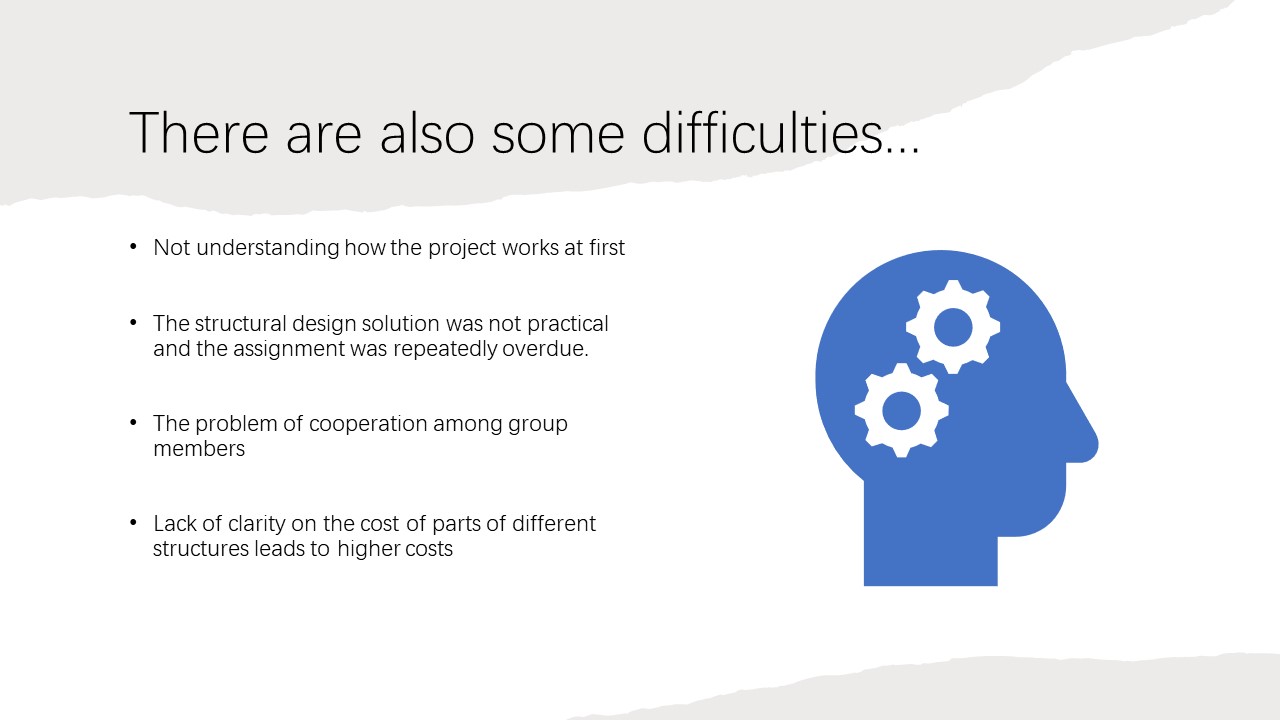 There are also some difficulties...
• Not understanding how the project works at first
• The structural design solution was not practical
and the assignment was repeatedly overdue.
• The problem of cooperation among group
members
• Lack of clarity on the cost of parts of different
structures leads to higher costs